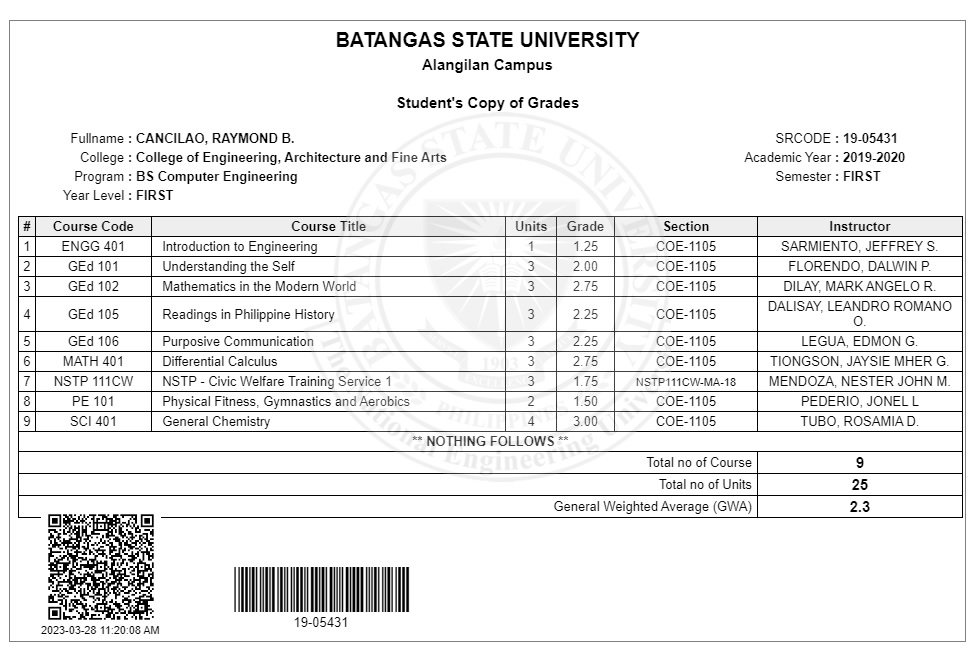 BATANGAS STATE UNIVERSITY
Alangilan Campus
Student's Copy of Grades
Fullname : CANCILAO, RAYMOND B. SRCODE : 19-05431
College : College of Engineering, Architecture and Fine Arts Academic Year : 2019-2020
Program : BS Computer Engineering Semester : FIRST
Year Level : FIRST
# Course Code Course Title Units Grade Section Instructor
1 ENGG 401 Introduction to Engineering 1 1.25 COE-1105 SARMIENTO, JEFFREY S.
2 GEd 101 Understanding the Self 3 2.00 COE-1105 FLORENDO, DALWIN P.
3 GEd 102 Mathematics in the Modern World 3 2.75 COE-1105 DILAY, MARK ANGELO R.
4 GEd 105 Readings in Philippine History 3 2.25 COE-1105 DALISAY, LEANDRO ROMANO
O.
5 GEd 106 Purposive Communication 3 2.25 COE-1105 LEGUA, EDMON G.
6 MATH 401 Differential Calculus 3 2.75 COE-1105 TIONGSON, JAYSIE MHER G.
7 NSTP 111CW NSTP - Civic Welfare Training Service 1 3 1.75 NSTP111CW-MA-18 MENDOZA, NESTER JOHN M.
8 PE 101 Physical Fitness, Gymnastics and Aerobics 2 1.50 COE-1105 PEDERIO, JONEL L
9 SCI 401 General Chemistry 4 3.00 COE-1105 TUBO, ROSAMIA D.
** NOTHING FOLLOWS **
Total no of Course 9
Total no of Units 25
General Weighted Average (GWA) 2.3
2023-03-28 11:20:08 AM
19-05431
BATANGAS STATE UNIVERSITY
PHILIPPINES
1903
The National Engineering University